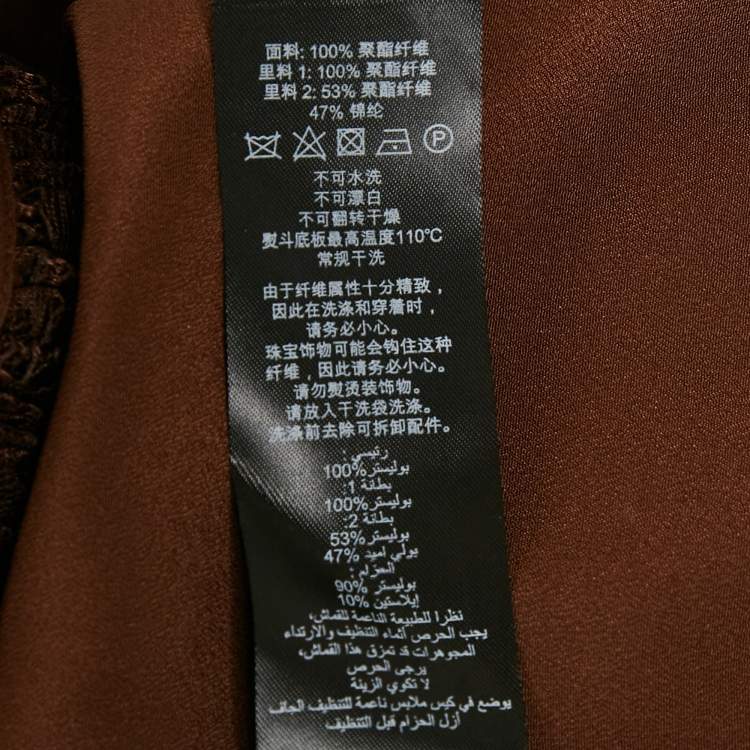 面料: 100% 聚酯纤维
里料 1: 100% 聚酯纤维
里料 2: 53% 聚酯纤维
47% 锦纶
P
不可水洗
不可漂白
不可翻转干燥
熨斗底板最高温度110℃
常规干洗
由于纤维属性十分精致，
因此在洗涤和穿着时，
请务必小心。
珠宝饰物可能会钩住这种
纤维，因此请务必小心。
请勿熨烫装饰物。
请放入干洗袋洗涤。
洗涤前去除可拆卸配件。
رئيسي:
بوليستر 100%
بطانة 1:
بوليستر 100%
بطانة 2:
بوليستر 53%
بولي اميد 47%
الحزام:
بوليستر 90%
إيلاستين 10%
نظرا للطبيعة الناعمة للقماش،
يجب الحرص أثناء التنظيف والارتداء
المجوهرات قد تمزق هذا القماش،
يرجى الحرص
لا تكوي الزينة
يوضع في كيس ملابس ناعمة للتنظيف الجاف
أزل الحزام قبل التنظيف